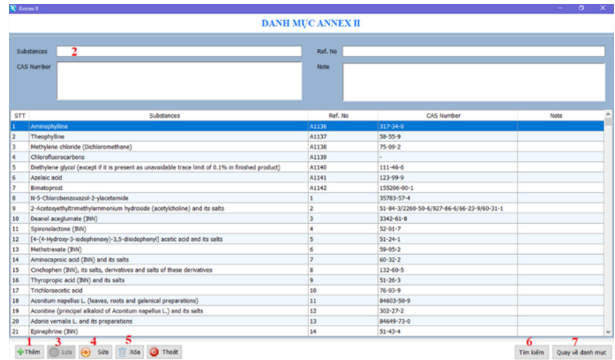 Annex II
DANH MỤC ANNEX II
Substances 2 Ref. No
CAS Number Note
STT Substances Ref. No CAS Number Note
1 Aminophylline A1136 317-34-0
2 Theophylline A1137 58-55-9
3 Methylene chloride (Dichloromethane) A1138 75-09-2
4 Chlorofluorocarbons A1139 -
5 Diethylene glycol (except if it is present as unavoidable trace limit of 0.1% in finished product) A1140 111-46-6
6 Azelaic acid A1141 123-99-9
7 Bimatoprost A1142 155206-00-1
8 N-5-Chlorobenzoxazol-2-ylacetamide 1 35783-57-4
9 2-Acetoxyethyltrimethylammonium hydroxide (acetylcholine) and its salts 2 51-84-3/2260-50-6/927-86-6/66-23-9/60-31-1
10 Deanol aceglumate (INN) 3 3342-61-8
11 Spironolactone (INN) 4 52-01-7
12 [4-(4-Hydroxy-3-iodophenoxy)-3,5-diiodophenyl] acetic acid and its salts 5 51-24-1
13 Methotrexate (INN) 6 59-05-2
14 Aminocaproic acid (INN) and its salts 7 60-32-2
15 Cinchophen (INN), its salts, derivatives and salts of these derivatives 8 132-60-5
16 Thyropropic acid (INN) and its salts 9 51-26-3
17 Trichloroacetic acid 10 76-03-9
18 Aconitum napellus L. (leaves, roots and galenical preparations) 11 84603-50-9
19 Aconitine (principal alkaloid of Aconitum napellus L.) and its salts 12 302-27-2
20 Adonis vernalis L. and its preparations 13 84649-73-0
21 Epinephrine (INN) 14 51-43-4
1 3 4 5 6 7
Thêm Lưu Sửa Xóa Thoát Tìm kiếm Quay về danh mục